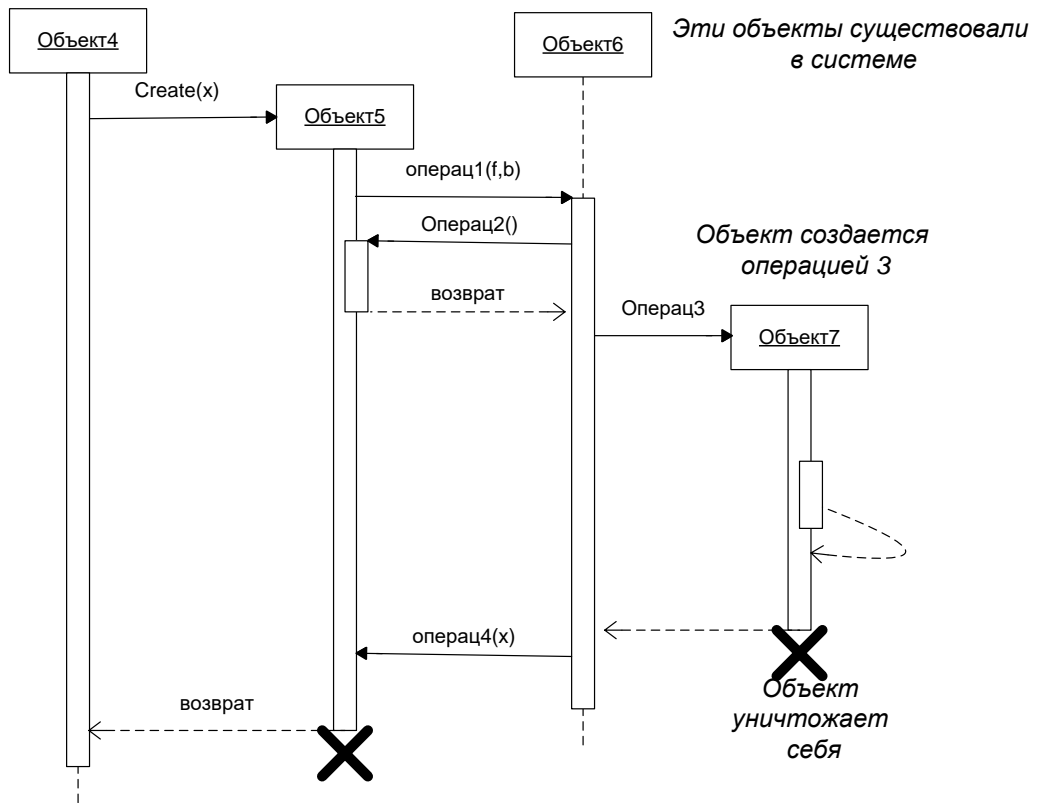 Объект4
Объект6
Эти объекты существовали
в системе
Create(x)
Объект5
операц1(f,b)
Операц2()
Объект создается
операцией 3
возврат
Операц3
Объект7
операц4(x)
Объект
уничтожает
себя
возврат